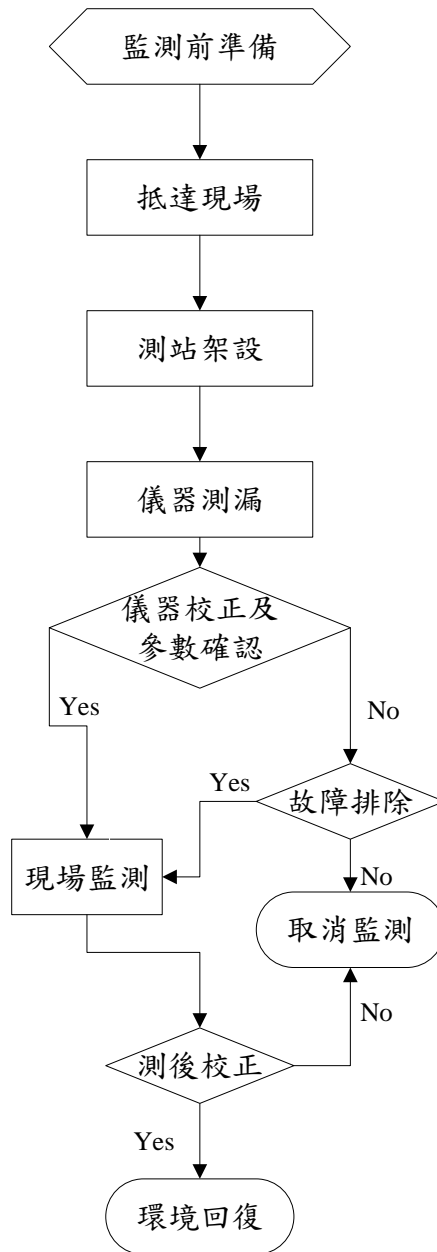 監測前準備
抵達現場
測站架設
儀器測漏
儀器校正及
參數確認
Yes
No
Yes
故障排除
現場監測
No
取消監測
No
測後校正
Yes
環境回復